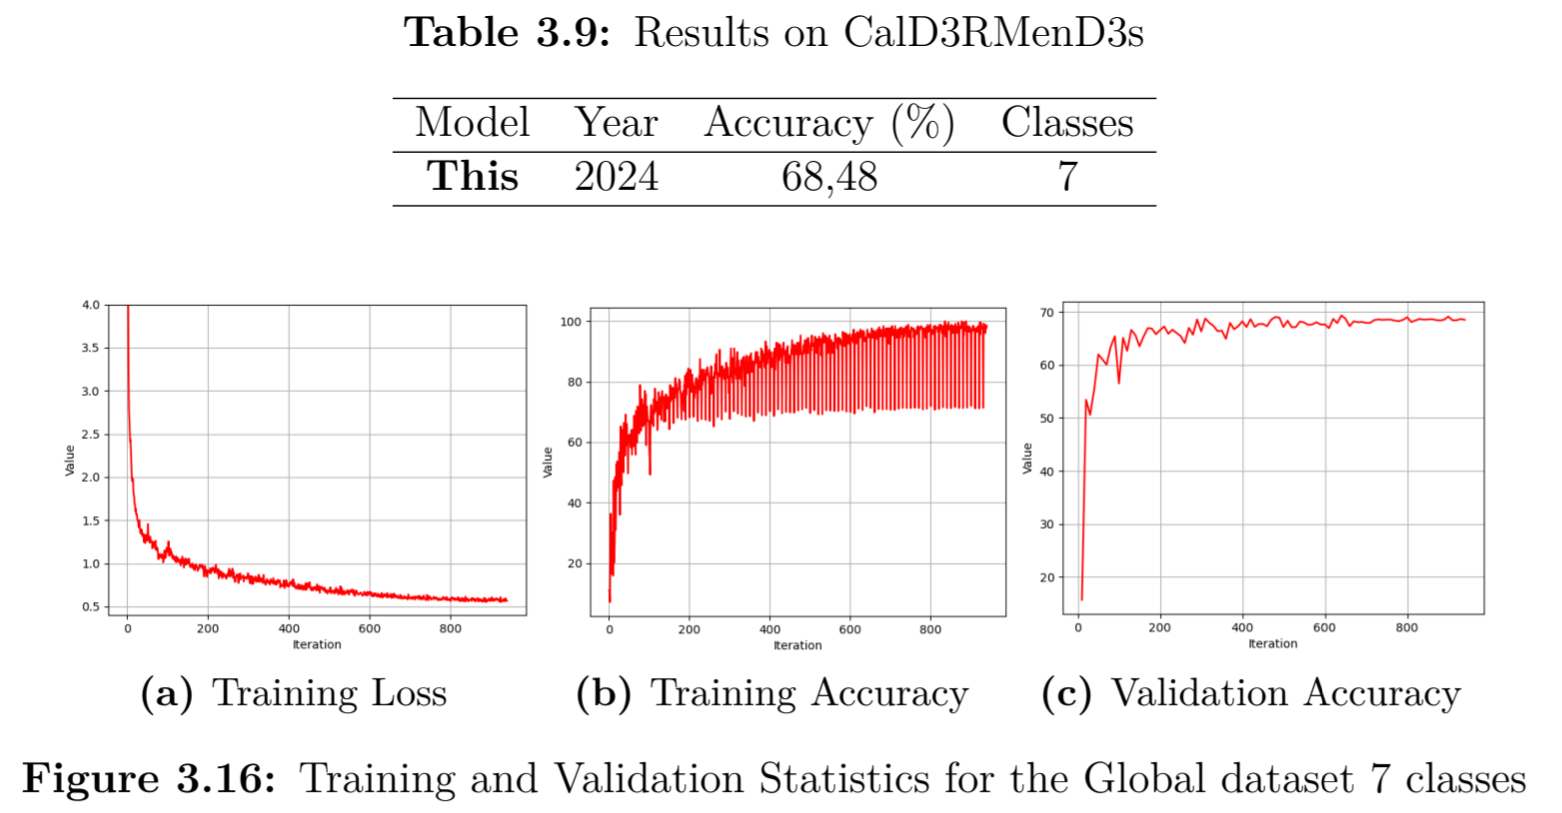 Table 3.9: Results on CalD3RMenD3s
Model Year Accuracy (%) Classes
This 2024 68,48 7
4.0
3.5
3.0
2.5
2.0
1.5
1.0
0.5
Value
0 200 400 600 800
Iteration
(a) Training Loss
100
80
60
40
20
Value
0 200 400 600 800
Iteration
(b) Training Accuracy
70
60
50
40
30
20
Value
0 200 400 600 800
Iteration
(c) Validation Accuracy
Figure 3.16: Training and Validation Statistics for the Global dataset 7 classes